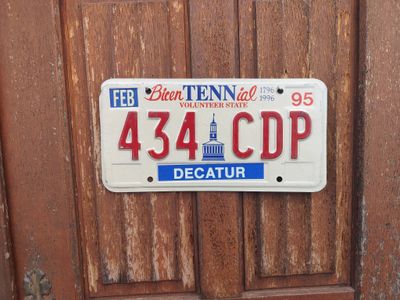 FEB BicenTENNial 1796 95
VOLUNTEER STATE 1996
434 CDP
DECATUR